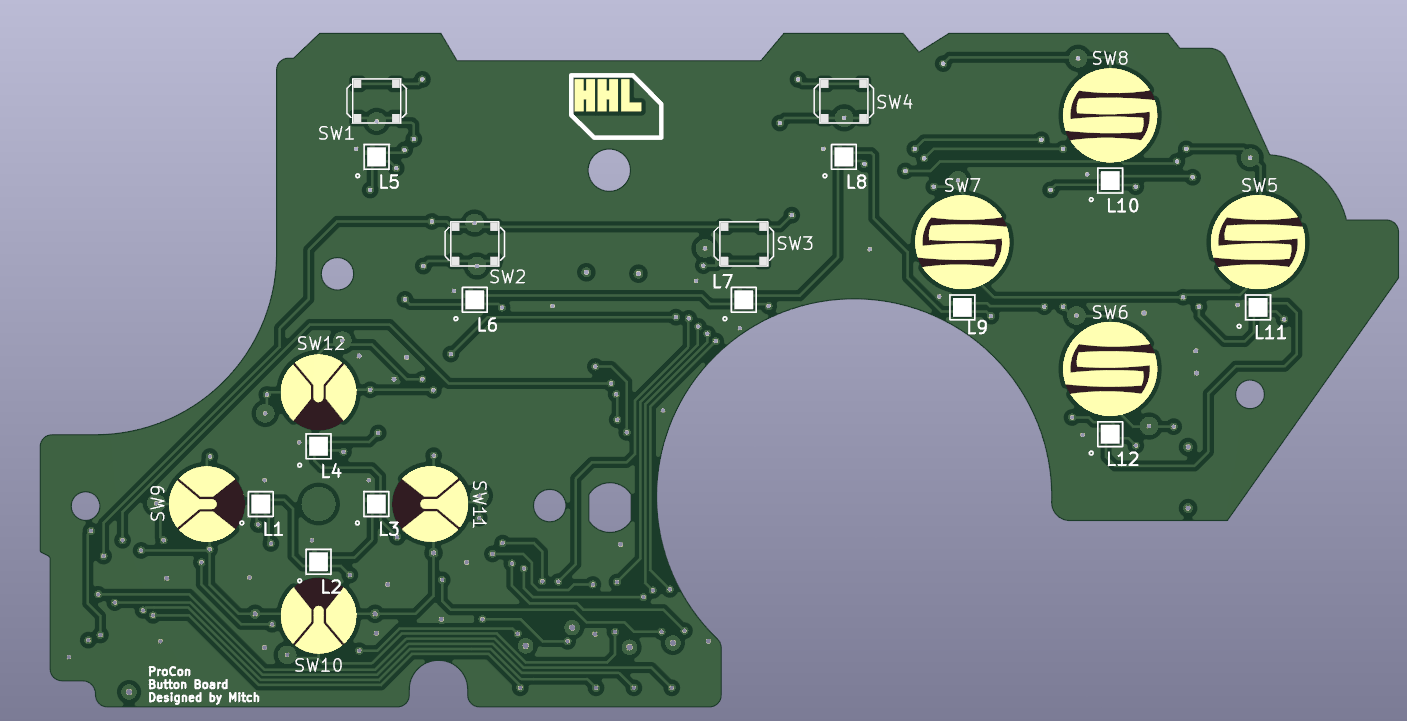 SW8
HHL
SW4
SW1
L5
L8
SW7
SW5
L10
SW3
SW2
L7
L6
L9
L11
SW6
SW12
L12
L4
SW9
SW11
L1
L3
L2
SW10
ProCon
Button Board
Designed by Mitch